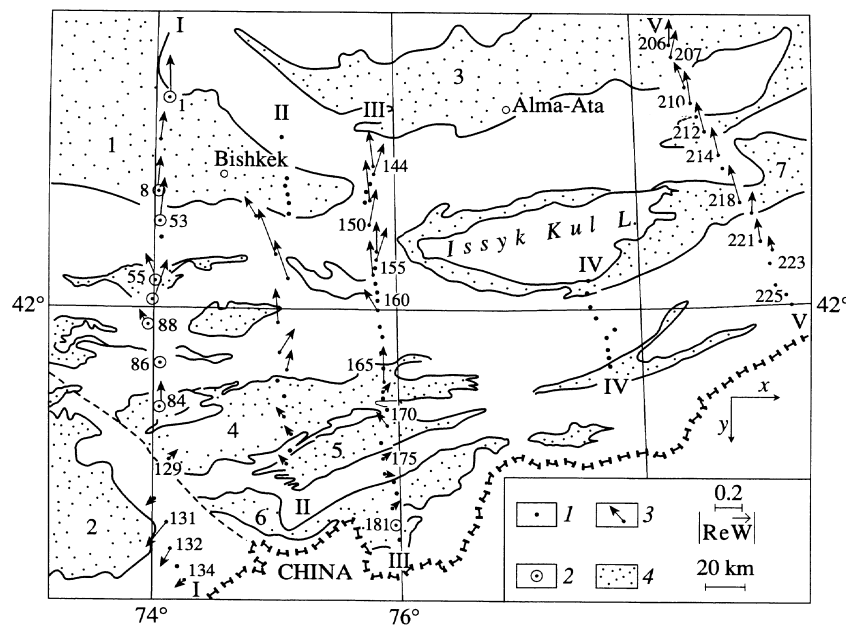 I
V
206
207
3
III
Alma-Ata
1
II
210
1
212
Bishkek
144
214
7
8
218
53
150
Issyk Kul L.
221
155
IV
223
55
160
225
42°
42°
88
V
86
165
IV
84
x
170
y
4
5
129
175
II
0.2
1
3
|ReW|
2
6
181
131
132
III
2
4
20 km
134
CHINA
I
74°
76°